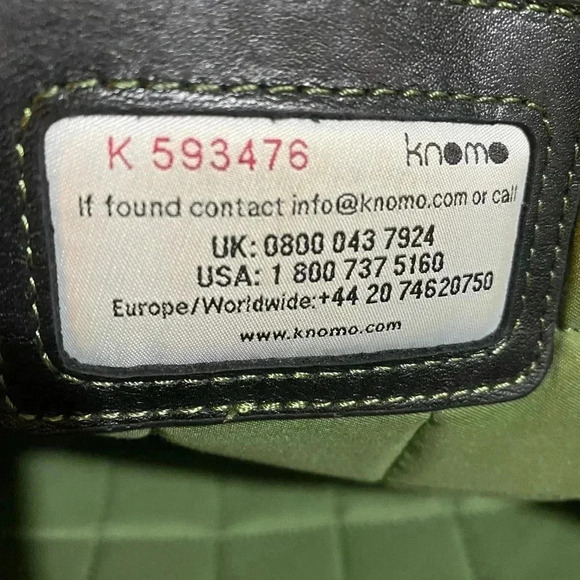 K 593476 knomo
If found contact info@knomo.com or call
UK: 0800 043 7924
USA: 1 800 737 5160
Europe/Worldwide:+44 20 74620750
www.knomo.com